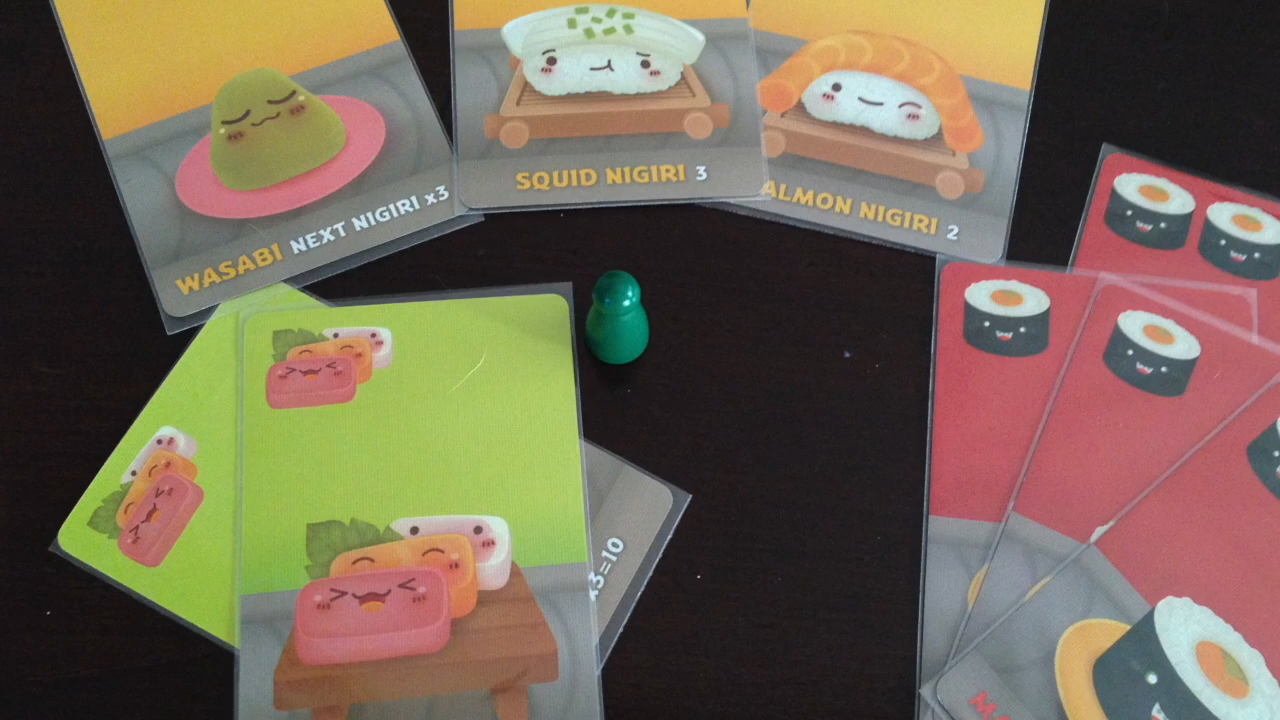 WASABI NEXT NIGIRI x3
SQUID NIGIRI 3
ALMON NIGIRI 2
x3=10
M